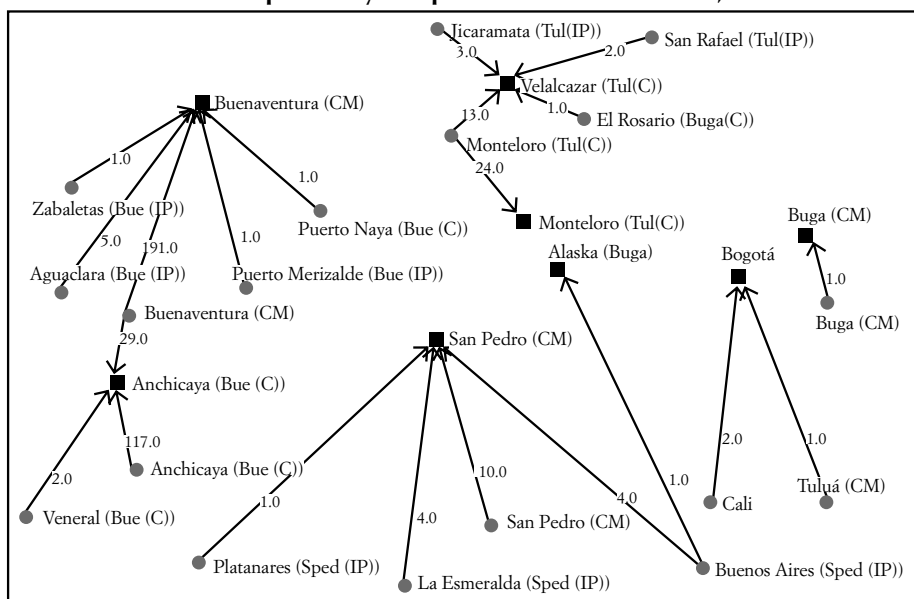 Jicaramata (Tul(IP))
3.0
2.0
San Rafael (Tul(IP))
Velalcazar (Tul(C))
Buenaventura (CM)
13.0
1.0
El Rosario (Buga(C))
Monteloro (Tul(C))
24.0
1.0
1.0
Zabaletas (Bue (IP))
Puerto Naya (Bue (C))
Monteloro (Tul(C))
Buga (CM)
5.0
191.0
1.0
Alaska (Buga)
Bogotá
Aguaclara (Bue (IP))
Puerto Merizalde (Bue (IP))
1.0
Buenaventura (CM)
Buga (CM)
29.0
San Pedro (CM)
Anchicaya (Bue (C))
117.0
2.0
1.0
Anchicaya (Bue (C))
10.0
2.0
1.0
1.0
4.0
Tuluá (CM)
Veneral (Bue (C))
4.0
San Pedro (CM)
Cali
Platanares (Sped (IP))
La Esmeralda (Sped (IP))
Buenos Aires (Sped (IP))